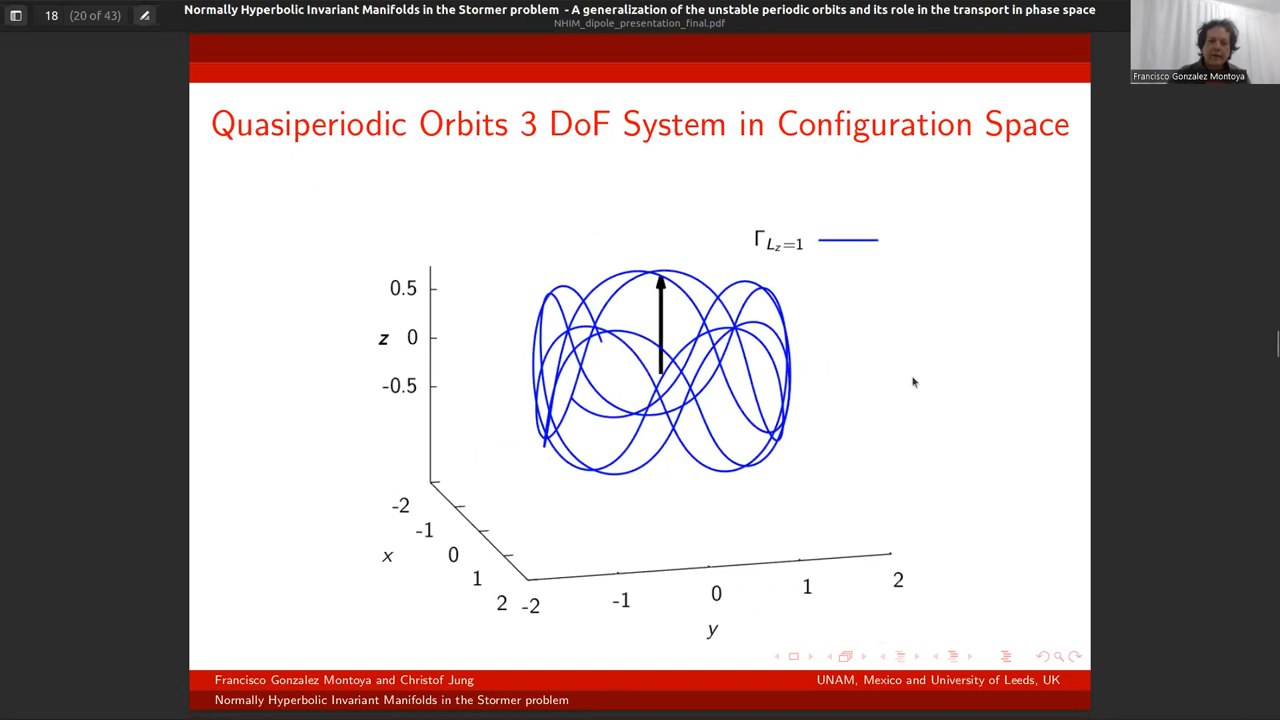 18 (20 of 43)
Normally Hyperbolic Invariant Manifolds in the Stormer problem - A generalization of the unstable periodic orbits and its role in the transport in phase space
NHIM_dipole_presentation_final.pdf
Francisco Gonzalez Montoya
Quasiperiodic Orbits 3 DoF System in Configuration Space
Γ_{L_z=1}
0.5
z 0
-0.5
-2
-1
x 0
1
2
-2 -1 0 1 2
y
Francisco Gonzalez Montoya and Christof Jung UNAM, Mexico and University of Leeds, UK
Normally Hyperbolic Invariant Manifolds in the Stormer problem